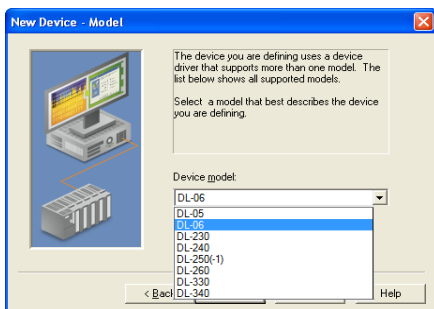 New Device - Model
The device you are defining uses a device
driver that supports more than one model. The
list below shows all supported models.
Select a model that best describes the device
you are defining.
Device model:
DL-06
DL-05
DL-06
DL-230
DL-240
DL-250(-1)
DL-260
DL-330
DL-340
< Back
Help